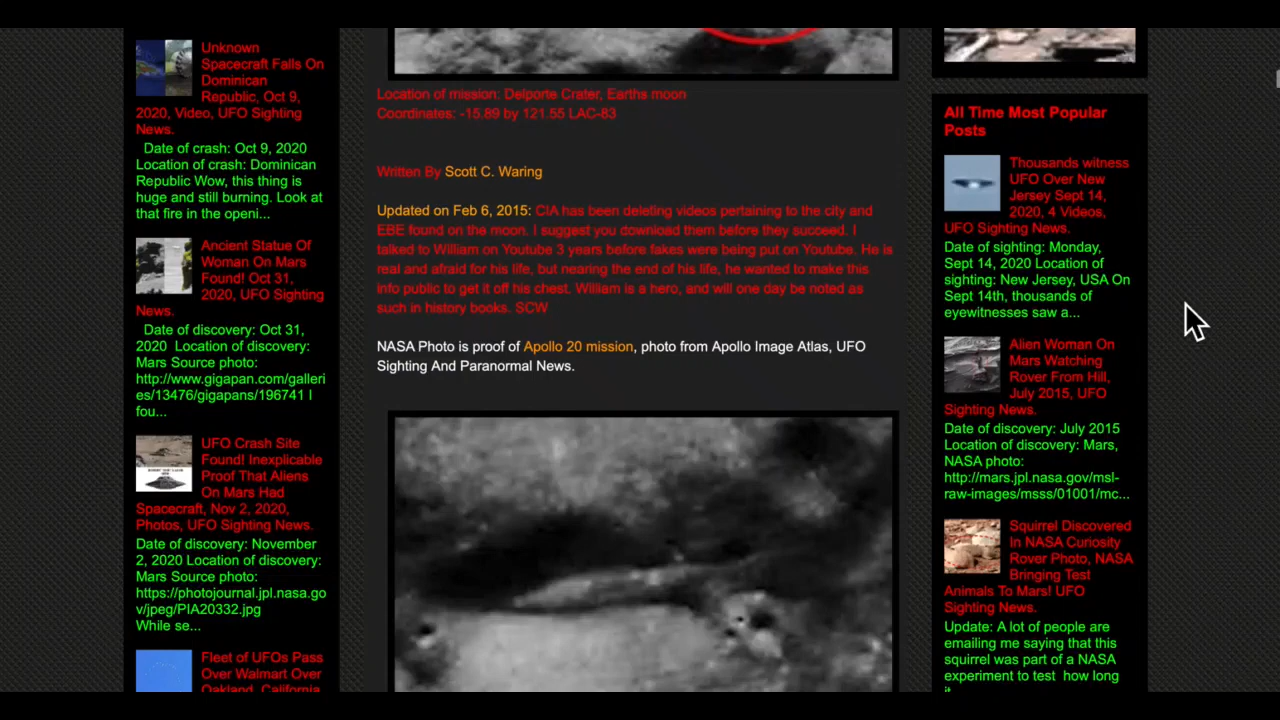 Unknown
Spacecraft Falls On
Dominican
Republic, Oct 9,
2020, Video, UFO Sighting
News.
Date of crash: Oct 9, 2020
Location of crash: Dominican
Republic Wow, this thing is
huge and still burning. Look at
that fire in the openi...
Ancient Statue Of
Woman On Mars
Found! Oct 31,
2020, UFO Sighting
News.
Date of discovery: Oct 31,
2020 Location of discovery:
Mars Source photo:
http://www.gigapan.com/galleri
es/13476/gigapans/196741 I
fou...
UFO Crash Site
Found! Inexplicable
Proof That Aliens
On Mars Had
Spacecraft, Nov 2, 2020,
Photos, UFO Sighting News.
Date of discovery: November
2, 2020 Location of discovery:
Mars Source photo:
https://photojournal.jpl.nasa.go
v/jpeg/PIA20332.jpg
While se...
Fleet of UFOs Pass
Over Walmart Over
Oakland, California
Location of mission: Delporte Crater, Earths moon
Coordinates: -15.89 by 121.55 LAC-83
Written By Scott C. Waring
Updated on Feb 6, 2015: CIA has been deleting videos pertaining to the city and
EBE found on the moon. I suggest you download them before they succeed. I
talked to William on Youtube 3 years before fakes were being put on Youtube. He is
real and afraid for his life, but nearing the end of his life, he wanted to make this
info public to get it off his chest. William is a hero, and will one day be noted as
such in history books. SCW
NASA Photo is proof of Apollo 20 mission, photo from Apollo Image Atlas, UFO
Sighting And Paranormal News.
All Time Most Popular
Posts
Thousands witness
UFO Over New
Jersey Sept 14,
2020, 4 Videos,
UFO Sighting News.
Date of sighting: Monday,
Sept 14, 2020 Location of
sighting: New Jersey, USA On
Sept 14th, thousands of
eyewitnesses saw a...
Alien Woman On
Mars Watching
Rover From Hill,
July 2015, UFO
Sighting News.
Date of discovery: July 2015
Location of discovery: Mars,
NASA photo:
http://mars.jpl.nasa.gov/msl-
raw-images/msss/01001/mc...
Squirrel Discovered
In NASA Curiosity
Rover Photo, NASA
Bringing Test
Animals To Mars! UFO
Sighting News.
Update: A lot of people are
emailing me saying that this
squirrel was part of a NASA
experiment to test how long